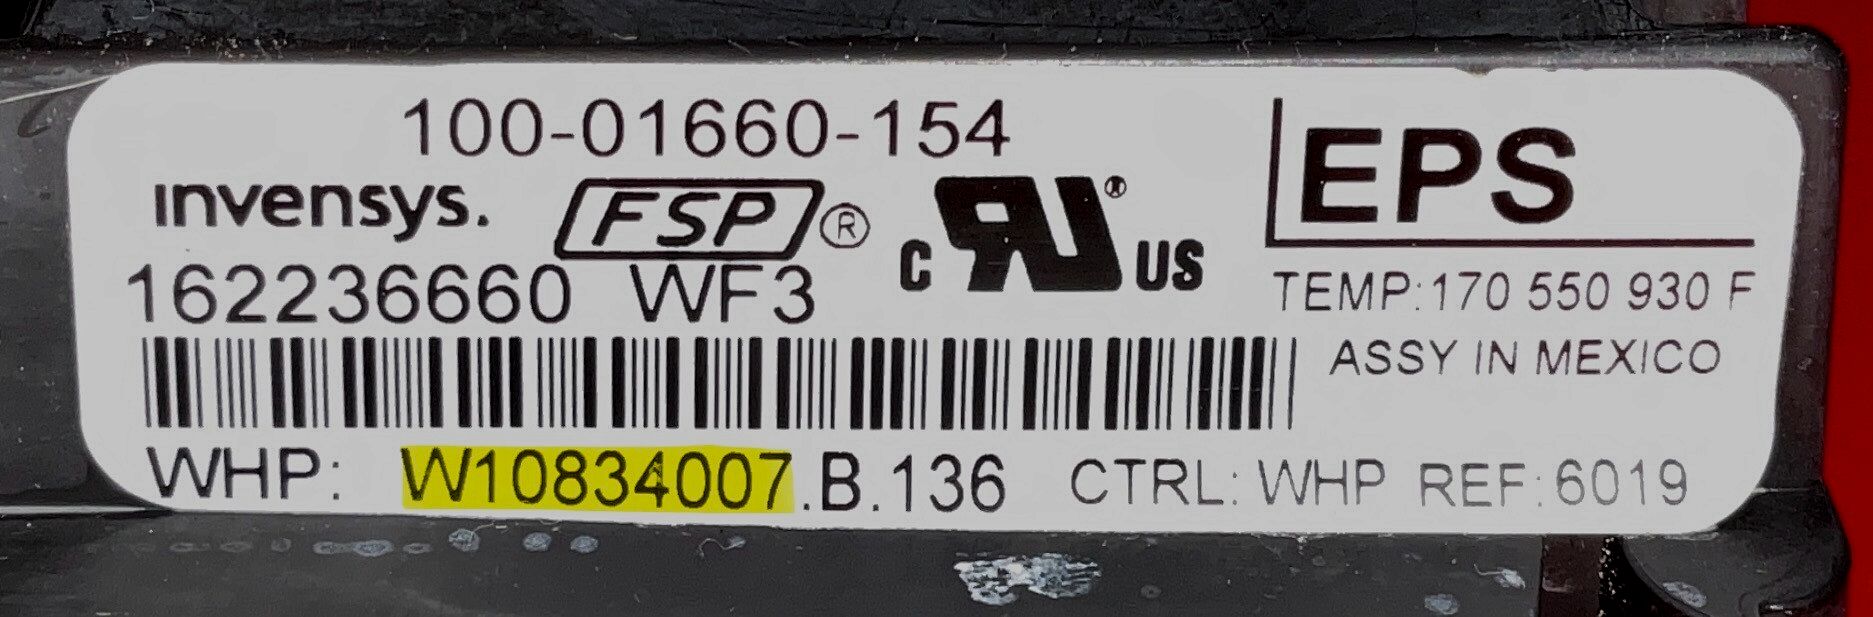 100-01660-154
invensys. FSP® c RU® US
EPS
162236660 WF3
TEMP:170 550 930 F
ASSY IN MEXICO
WHP: W10834007.B.136 CTRL: WHP REF:6019